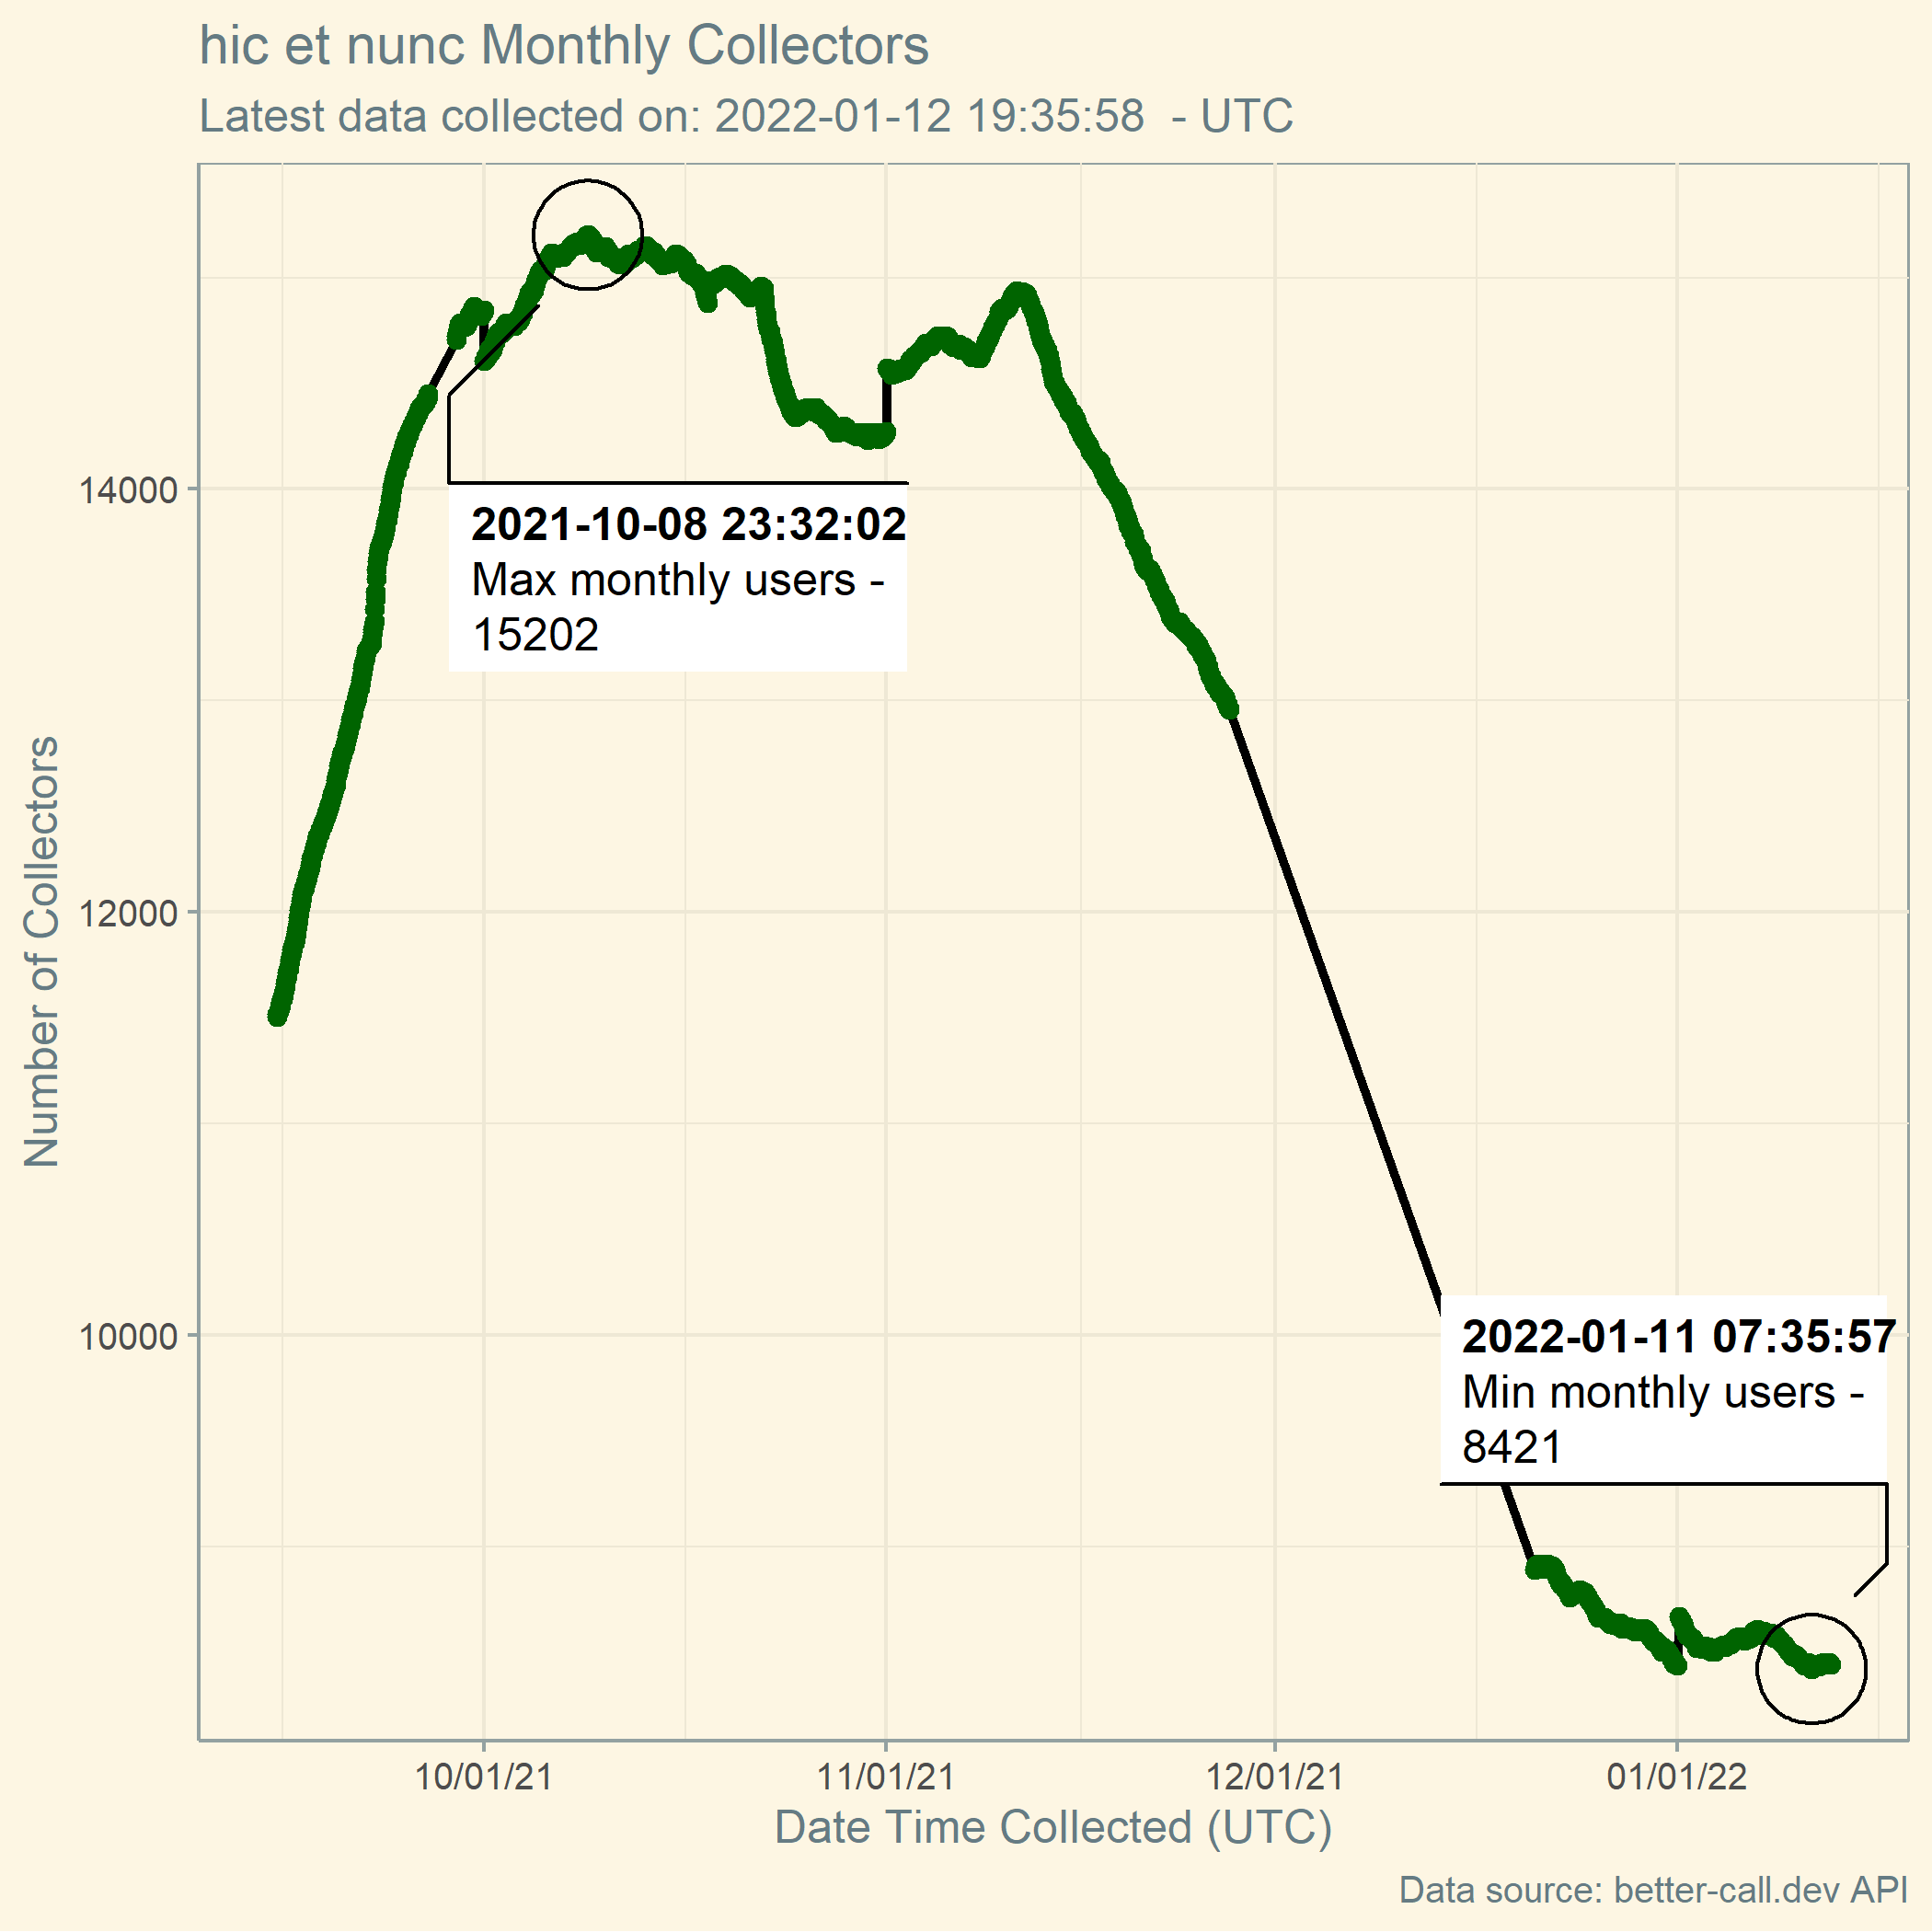 hic et nunc Monthly Collectors
Latest data collected on: 2022-01-12 19:35:58  - UTC
Number of Collectors
14000
12000
10000
2021-10-08 23:32:02
Max monthly users -
15202
2022-01-11 07:35:57
Min monthly users -
8421
10/01/21
11/01/21
12/01/21
01/01/22
Date Time Collected (UTC)
Data source: better-call.dev API